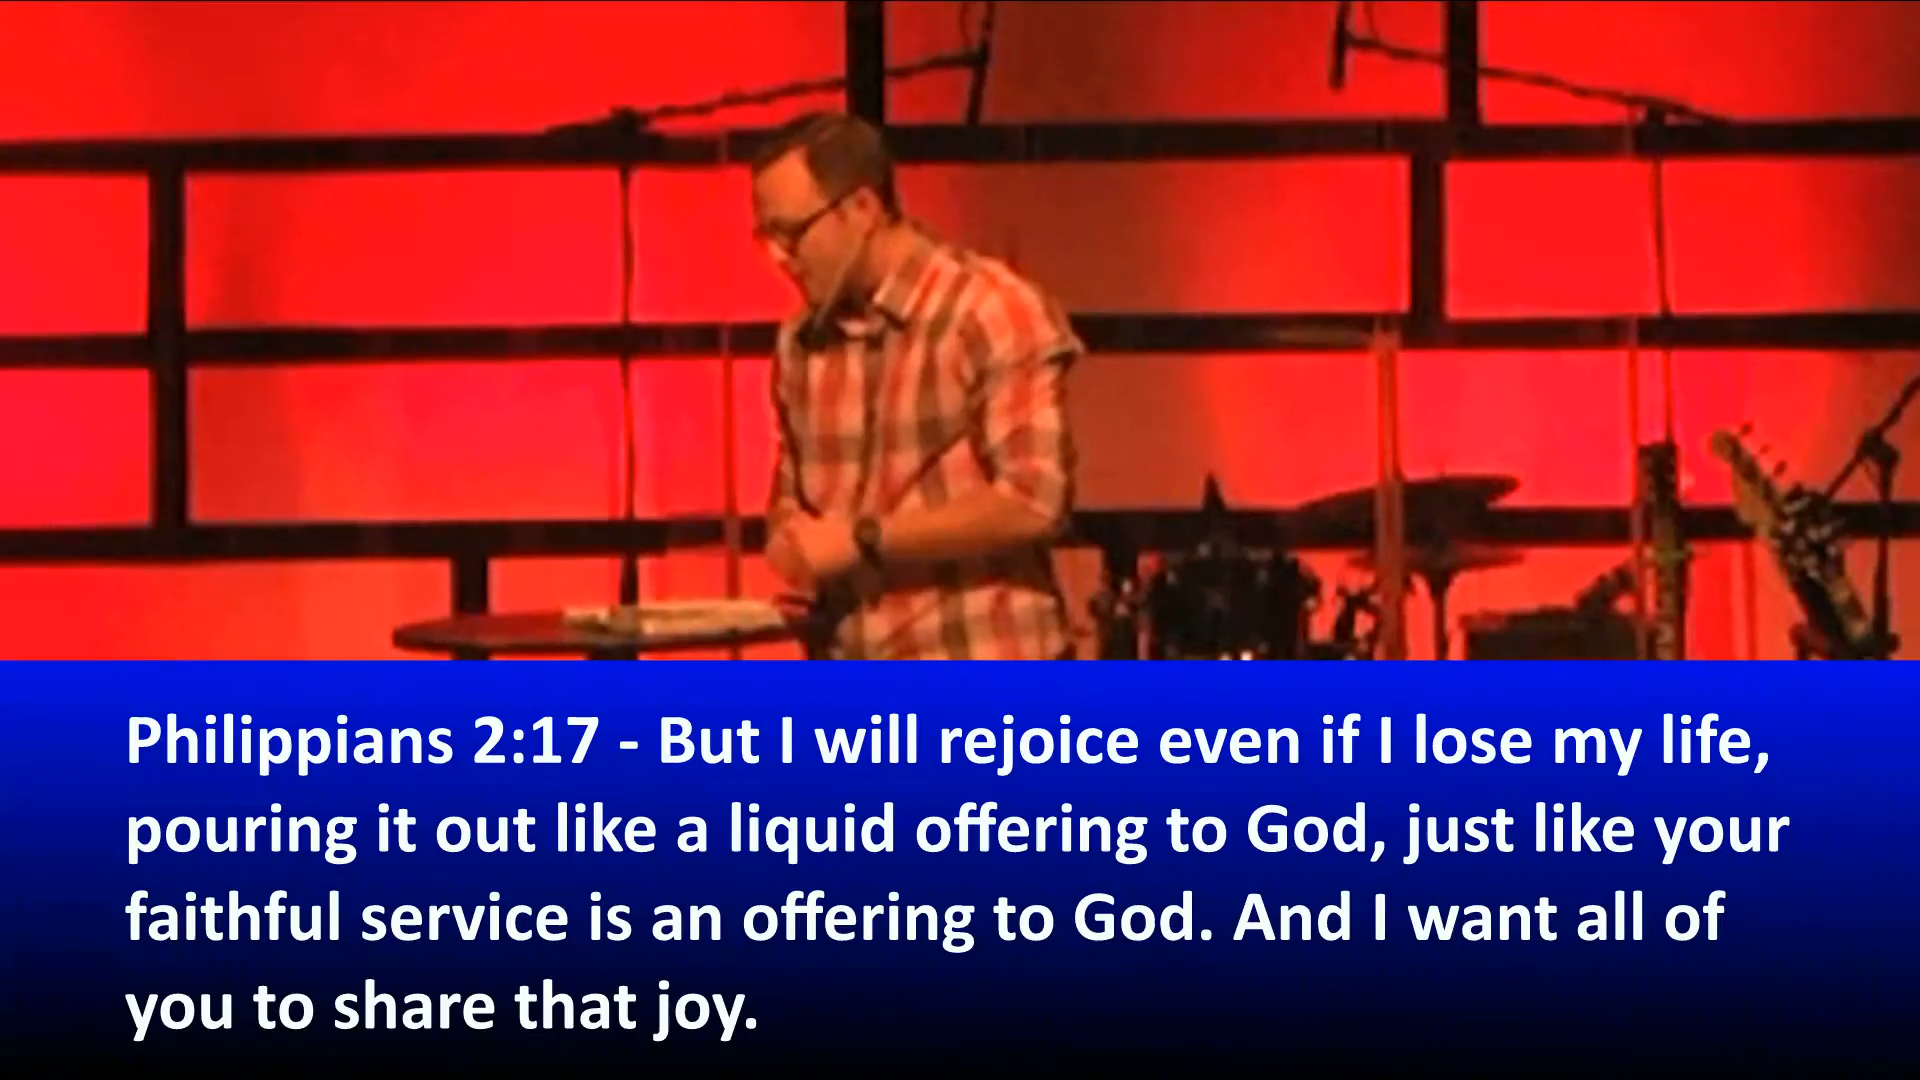 Philippians 2:17 - But I will rejoice even if I lose my life,
pouring it out like a liquid offering to God, just like your
faithful service is an offering to God. And I want all of
you to share that joy.